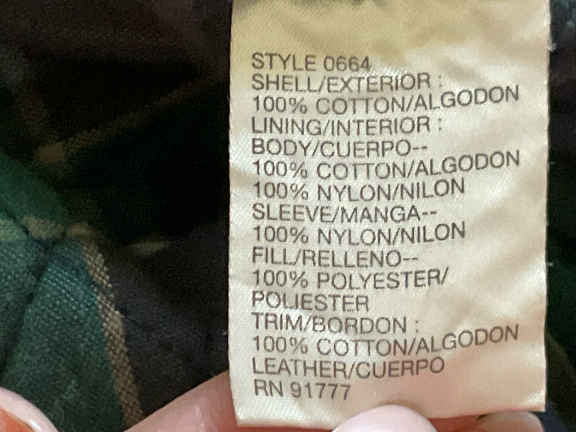 STYLE 0664
SHELL/EXTERIOR :
100% COTTON/ALGODON
LINING/INTERIOR :
BODY/CUERPO--
100% COTTON/ALGODON
100% NYLON/NILON
SLEEVE/MANGA--
100% NYLON/NILON
FILL/RELLENO--
100% POLYESTER/
POLIESTER
TRIM/BORDON :
100% COTTON/ALGODON
LEATHER/CUERPO
RN 91777